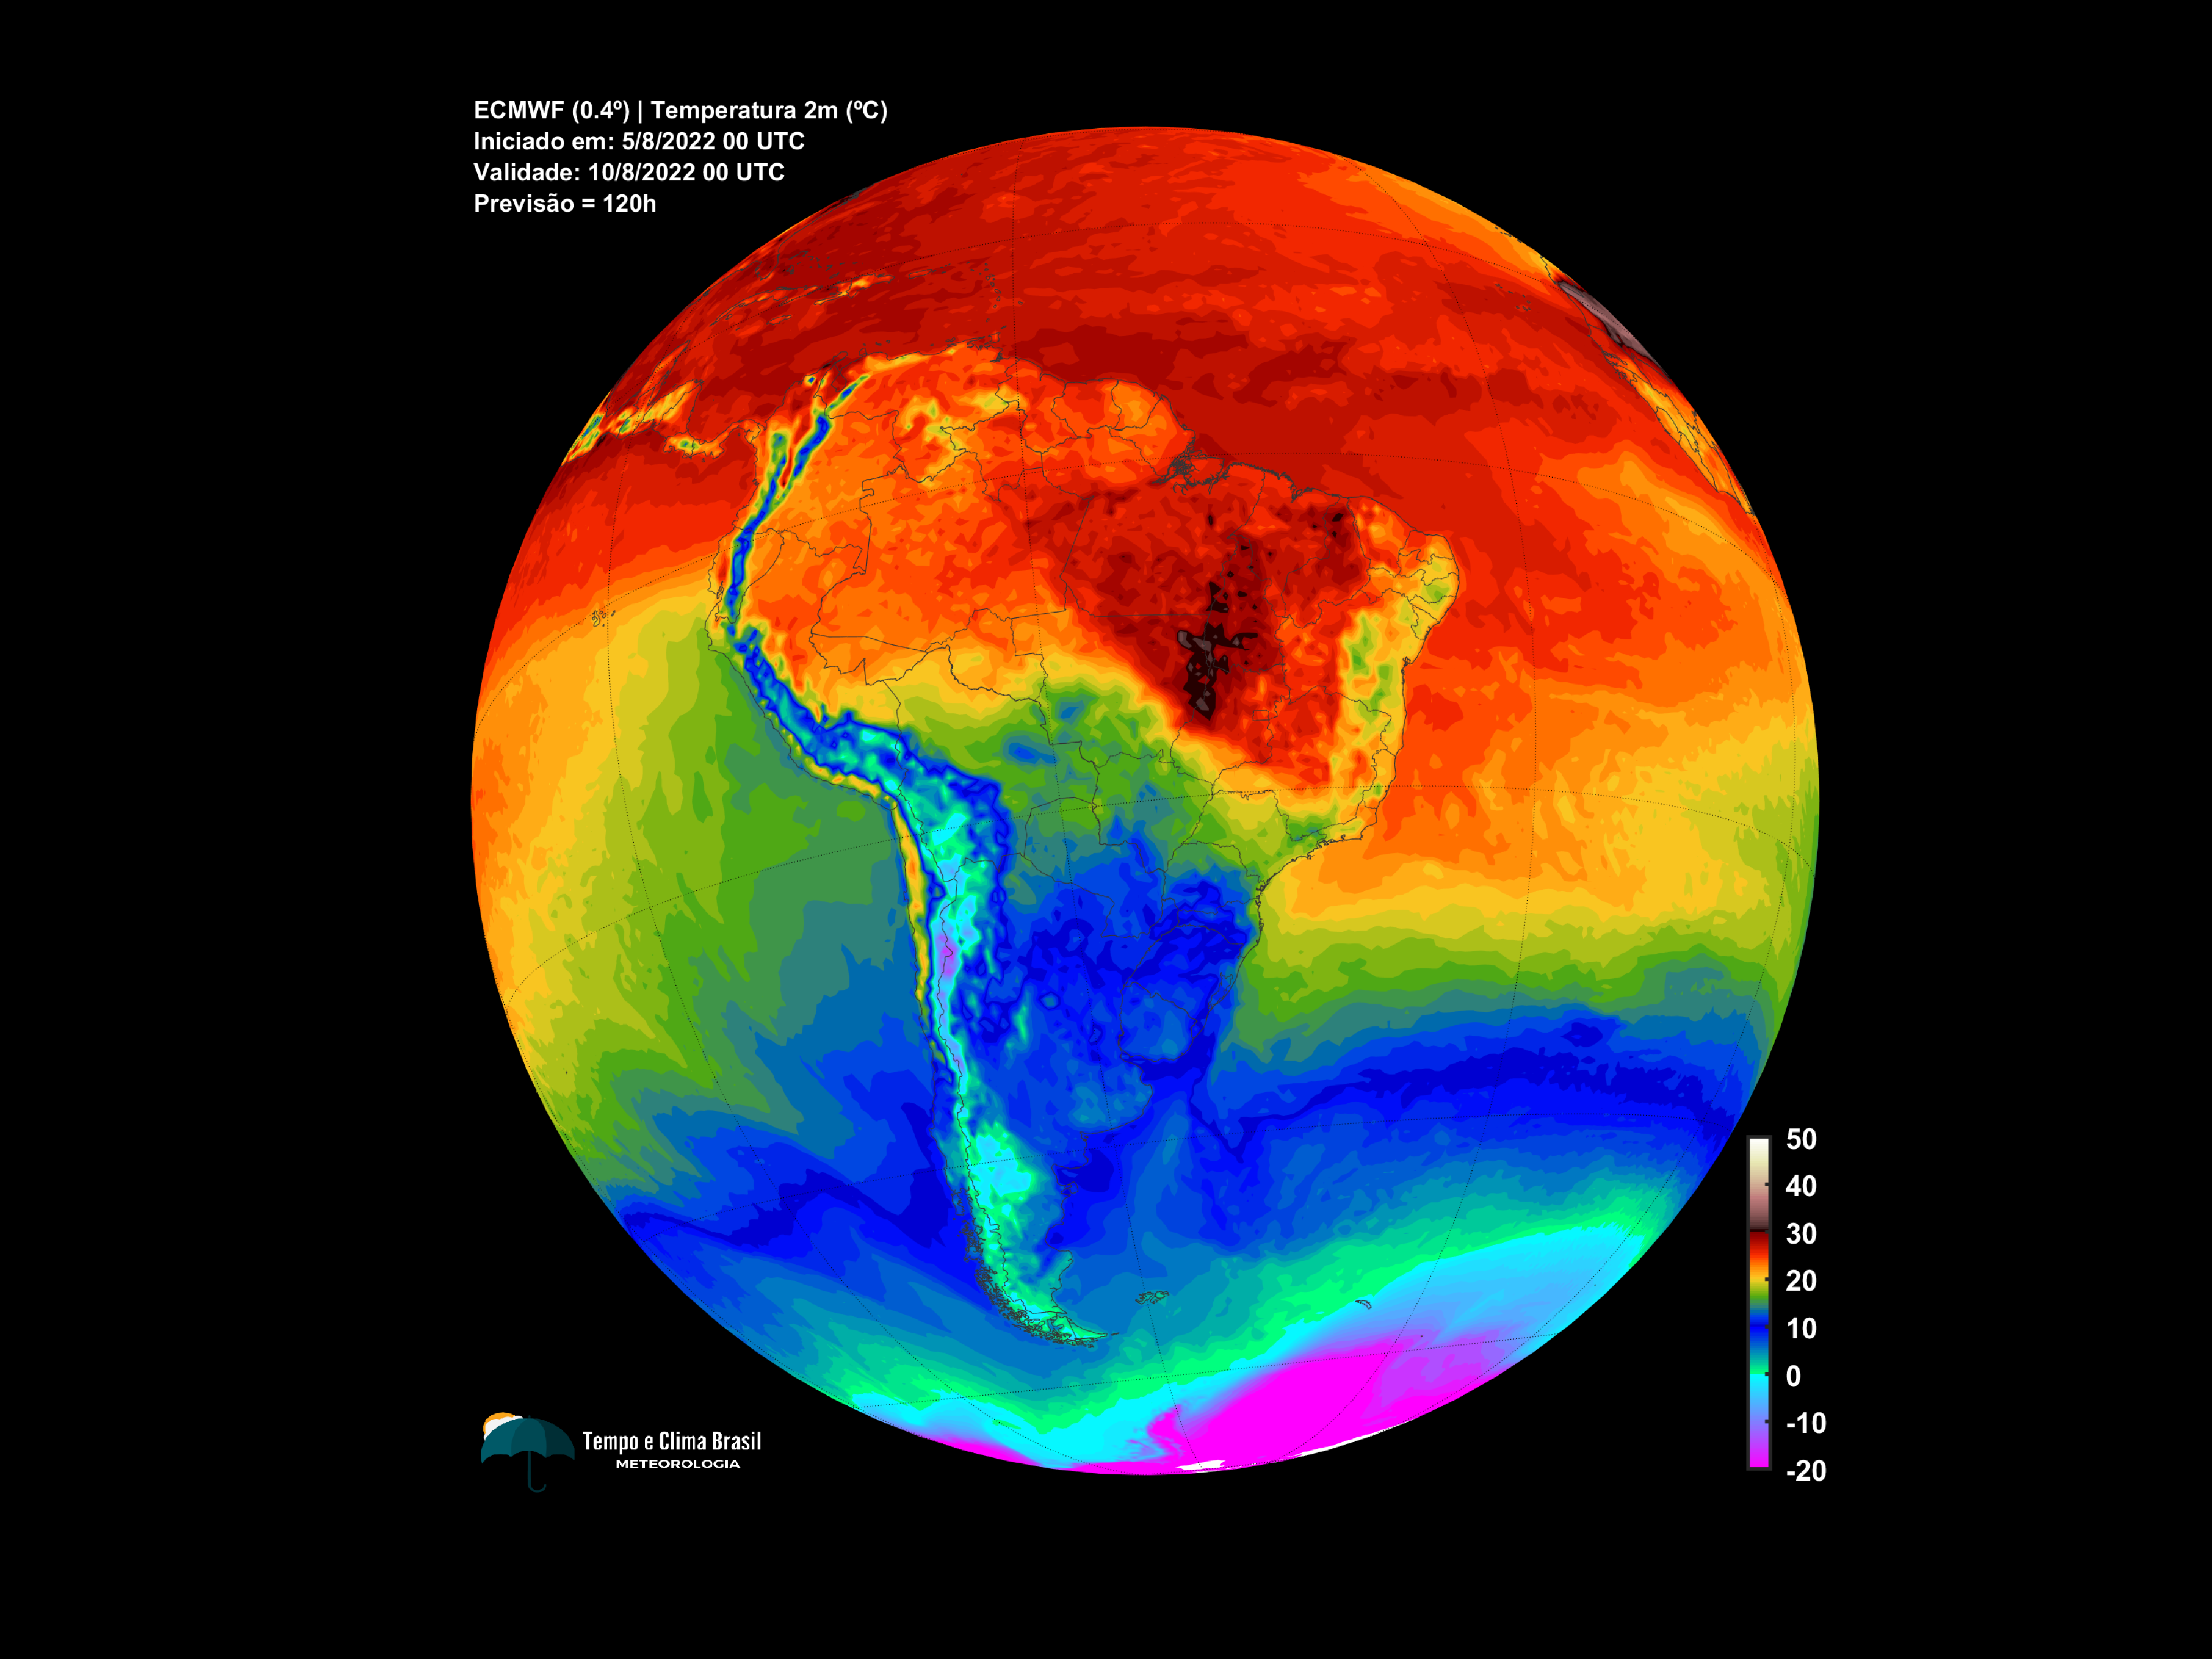 ECMWF (0.4º) | Temperatura 2m (ºC)
Iniciado em: 5/8/2022 00 UTC
Validade: 10/8/2022 00 UTC
Previsão = 120h
50
40
30
20
10
0
-10
-20
Tempo e Clima Brasil
METEOROLOGIA